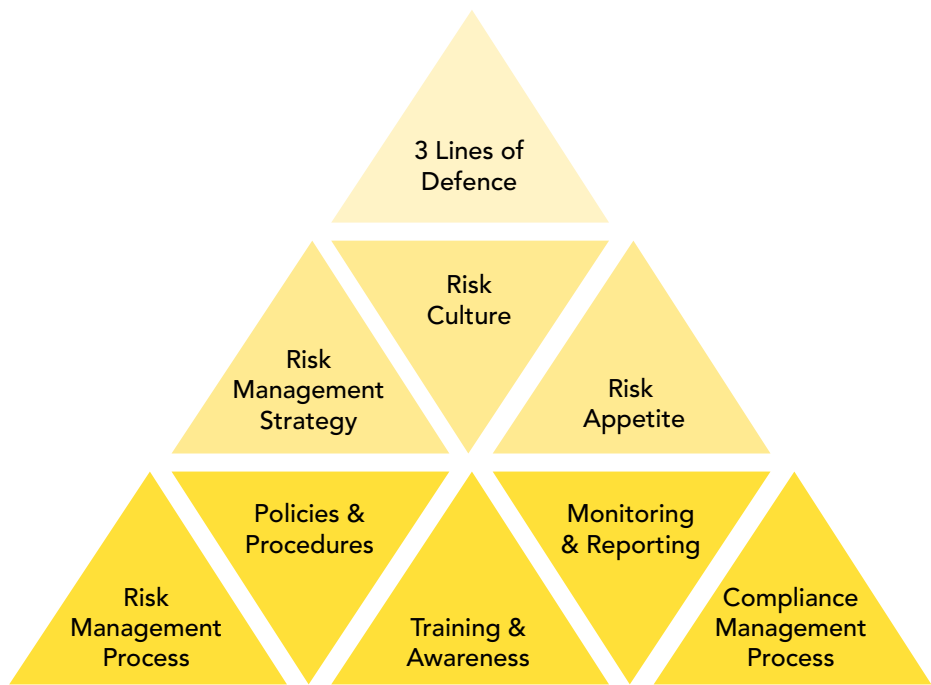 3 Lines of
Defence
Risk
Culture
Risk
Management
Strategy
Risk
Appetite
Policies &
Procedures
Monitoring
& Reporting
Risk
Management
Process
Training &
Awareness
Compliance
Management
Process